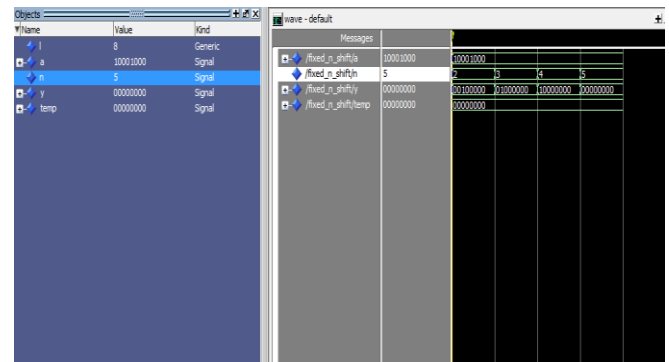 Objects
Name Value Kind
l 8 Generic
a 10001000 Signal
n 5 Signal
y 00000000 Signal
temp 00000000 Signal
wave - default
Messages
/fixed_n_shift/a 10001000 10001000
/fixed_n_shift/n 5 2 3 4 5
/fixed_n_shift/y 00000000 00100000 01000000 10000000 00000000
/fixed_n_shift/temp 00000000 00000000